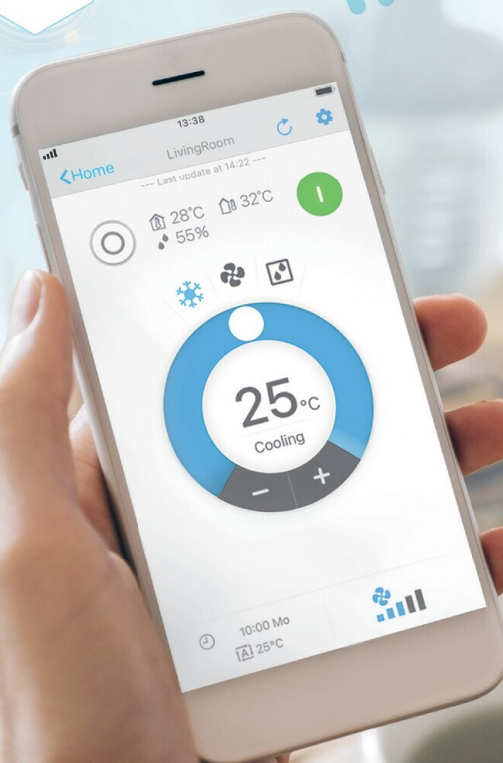 13:38
Home
LivingRoom
--- Last update at 14:22 ---
28°C 32°C
55%
25°C
Cooling
− +
10:00 Mo
A 25°C